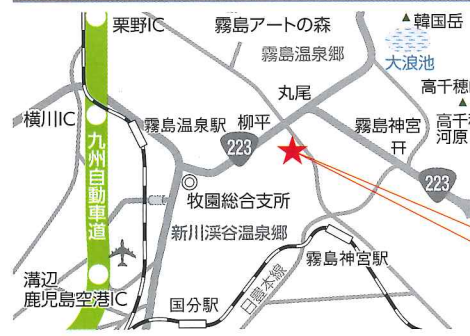 栗野IC
霧島アートの森
韓国岳
霧島温泉郷
大浪池
丸尾
高千穂
横川IC
霧島温泉駅
柳平
霧島神宮
高千
河原
223
九州自動車道
牧園総合支所
223
新川渓谷温泉郷
溝辺
鹿児島空港IC
日豊本線
霧島神宮駅
国分駅